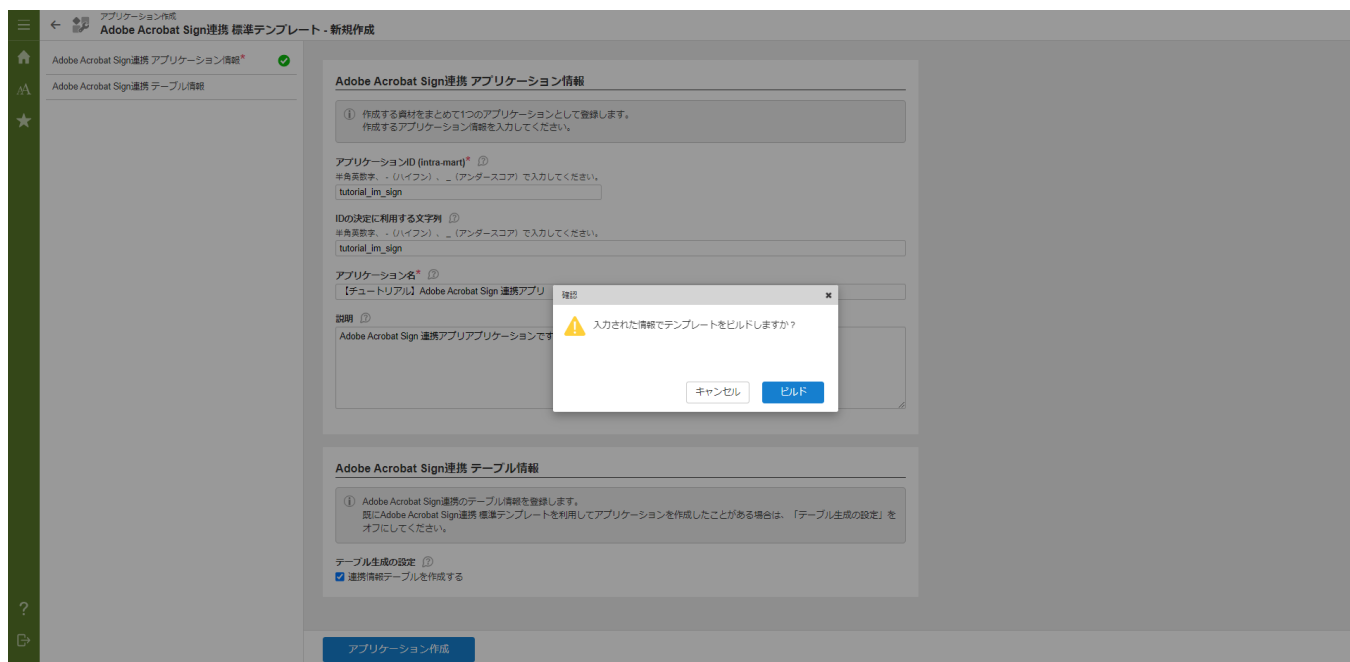 アプリケーション作成
Adobe Acrobat Sign連携 標準テンプレート - 新規作成
Adobe Acrobat Sign連携 アプリケーション情報*
Adobe Acrobat Sign連携 テーブル情報
Adobe Acrobat Sign連携 アプリケーション情報
作成する資材をまとめて1つのアプリケーションとして登録します。
作成するアプリケーション情報を入力してください。
アプリケーションID (intra-mart)*
半角英数字、 - （ハイフン）、 _ （アンダースコア）で入力してください。
tutorial_im_sign
IDの決定に利用する文字列
半角英数字、 - （ハイフン）、 _ （アンダースコア）で入力してください。
tutorial_im_sign
アプリケーション名*
【チュートリアル】Adobe Acrobat Sign 連携アプリ
説明
Adobe Acrobat Sign 連携アプリアプリケーションです
確認
入力された情報でテンプレートをビルドしますか？
キャンセル
ビルド
Adobe Acrobat Sign連携 テーブル情報
Adobe Acrobat Sign連携のテーブル情報を登録します。
既にAdobe Acrobat Sign連携 標準テンプレートを利用してアプリケーションを作成したことがある場合は、「テーブル生成の設定」を
オフにしてください。
テーブル生成の設定
連携情報テーブルを作成する
アプリケーション作成